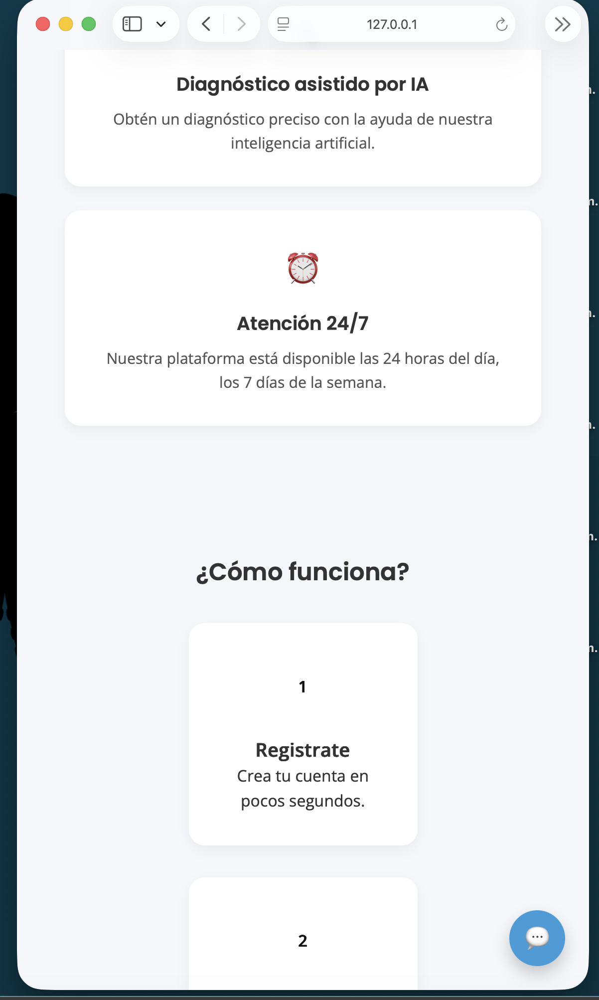 127.0.0.1
Diagnóstico asistido por IA
Obtén un diagnóstico preciso con la ayuda de nuestra
inteligencia artificial.
Atención 24/7
Nuestra plataforma está disponible las 24 horas del día,
los 7 días de la semana.
¿Cómo funciona?
1
Registrate
Crea tu cuenta en
pocos segundos.
2